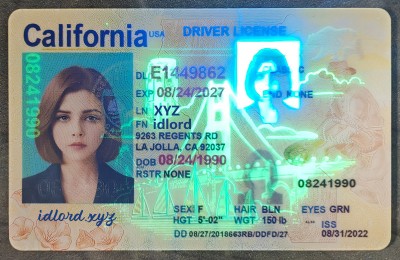 California USA DRIVER LICENSE
DL E1449862
EXP 08/24/2027 END NONE
LN XYZ
FN idlord
9263 REGENTS RD
LA JOLLA, CA 92037
DOB 08/24/1990
RSTR NONE
08241990
08241990
idlord.xyz
SEX F HAIR BLN EYES GRN
HGT 5'-02" WGT 150 lb ISS
DD 08/27/2018663RB/DDFD/27 08/31/2022